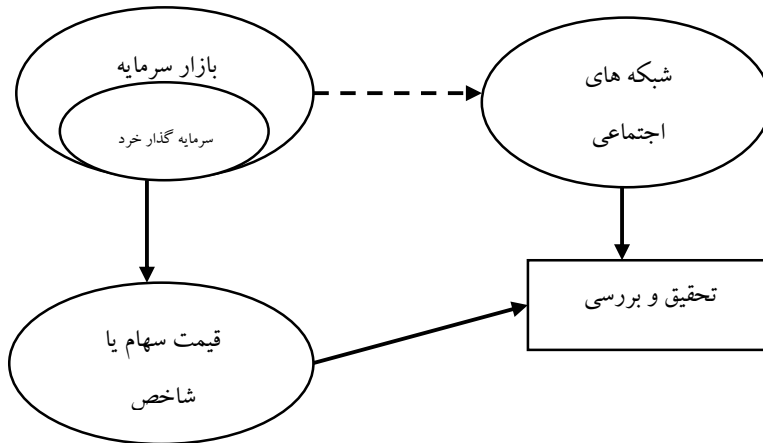 بازار سرمایه
سرمایه گذار خرد
شبکه های
اجتماعی
تحقیق و بررسی
قیمت سهام یا
شاخص